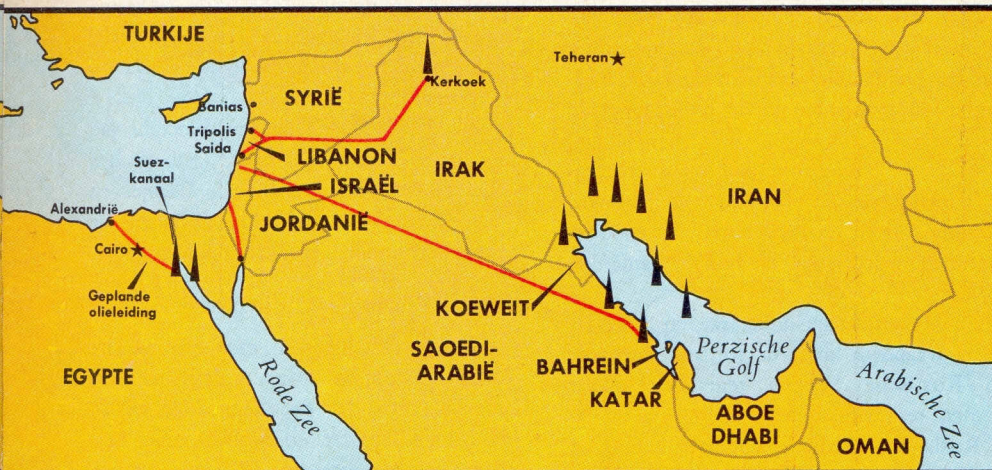 TURKIJE
Teheran
Kerkoek
SYRIË
Banias
Tripolis
Saida
LIBANON
Suez-
kanaal
IRAK
ISRAËL
IRAN
Alexandrië
JORDANIË
Cairo
Geplande
olieleiding
KOEWEIT
SAOEDI-
ARABIË
Perzische
Golf
BAHREIN
EGYPTE
Rode Zee
Arabische Zee
KATAR
ABOE
DHABI
OMAN